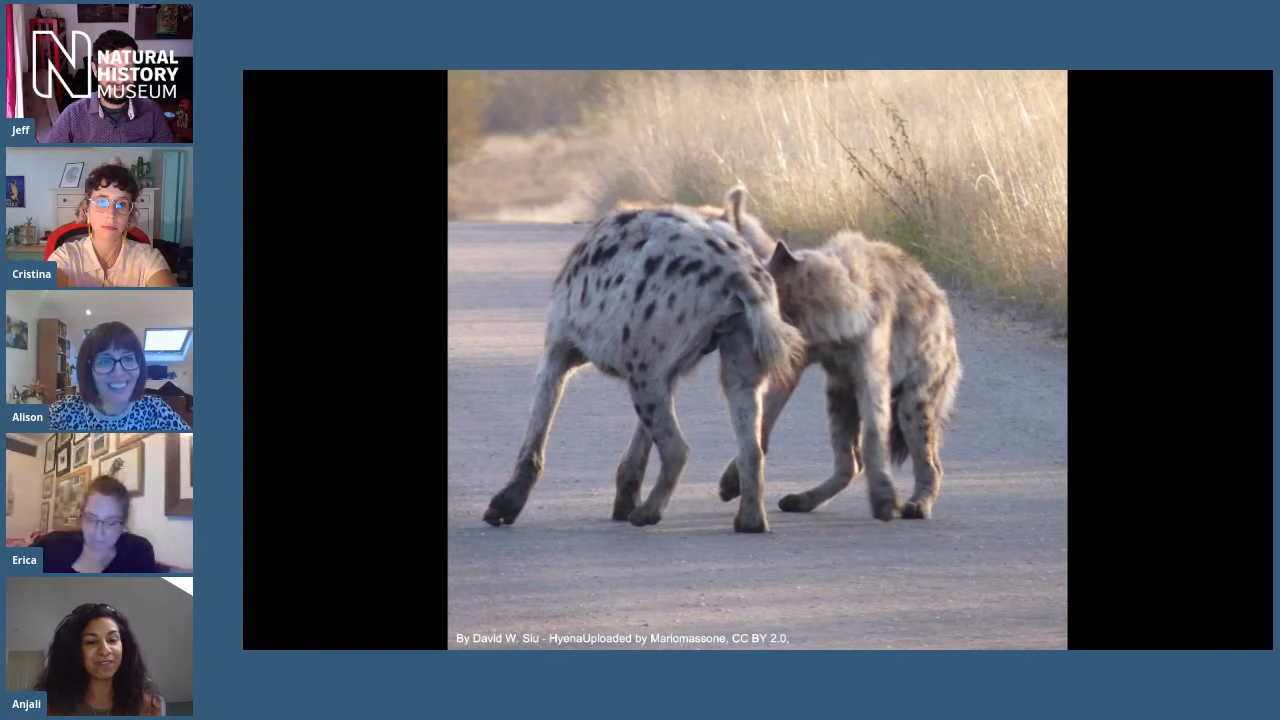 NATURAL
HISTORY
MUSEUM
Jeff
Cristina
Alison
Erica
Anjali
By David W. Siu - HyenaUploaded by Mariomassone, CC BY 2.0,